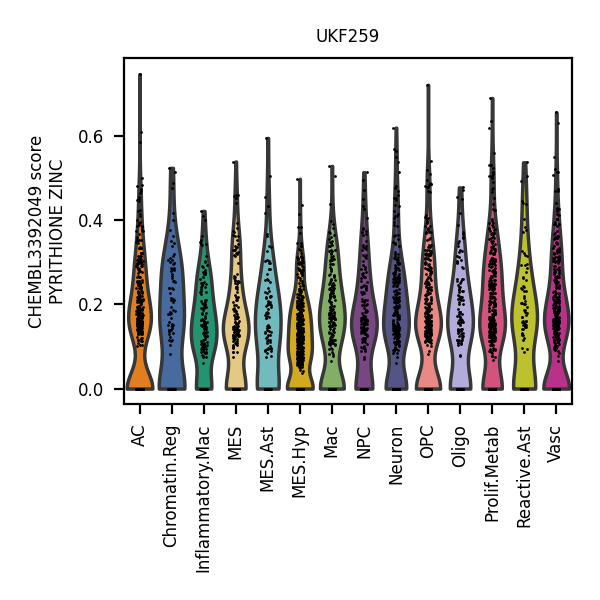 UKF259
CHEMBL3392049 score
PYRITHIONE ZINC
0.6
0.4
0.2
0.0
AC
Chromatin.Reg
Inflammatory.Mac
MES
MES.Ast
MES.Hyp
Mac
NPC
Neuron
OPC
Oligo
Prolif.Metab
Reactive.Ast
Vasc